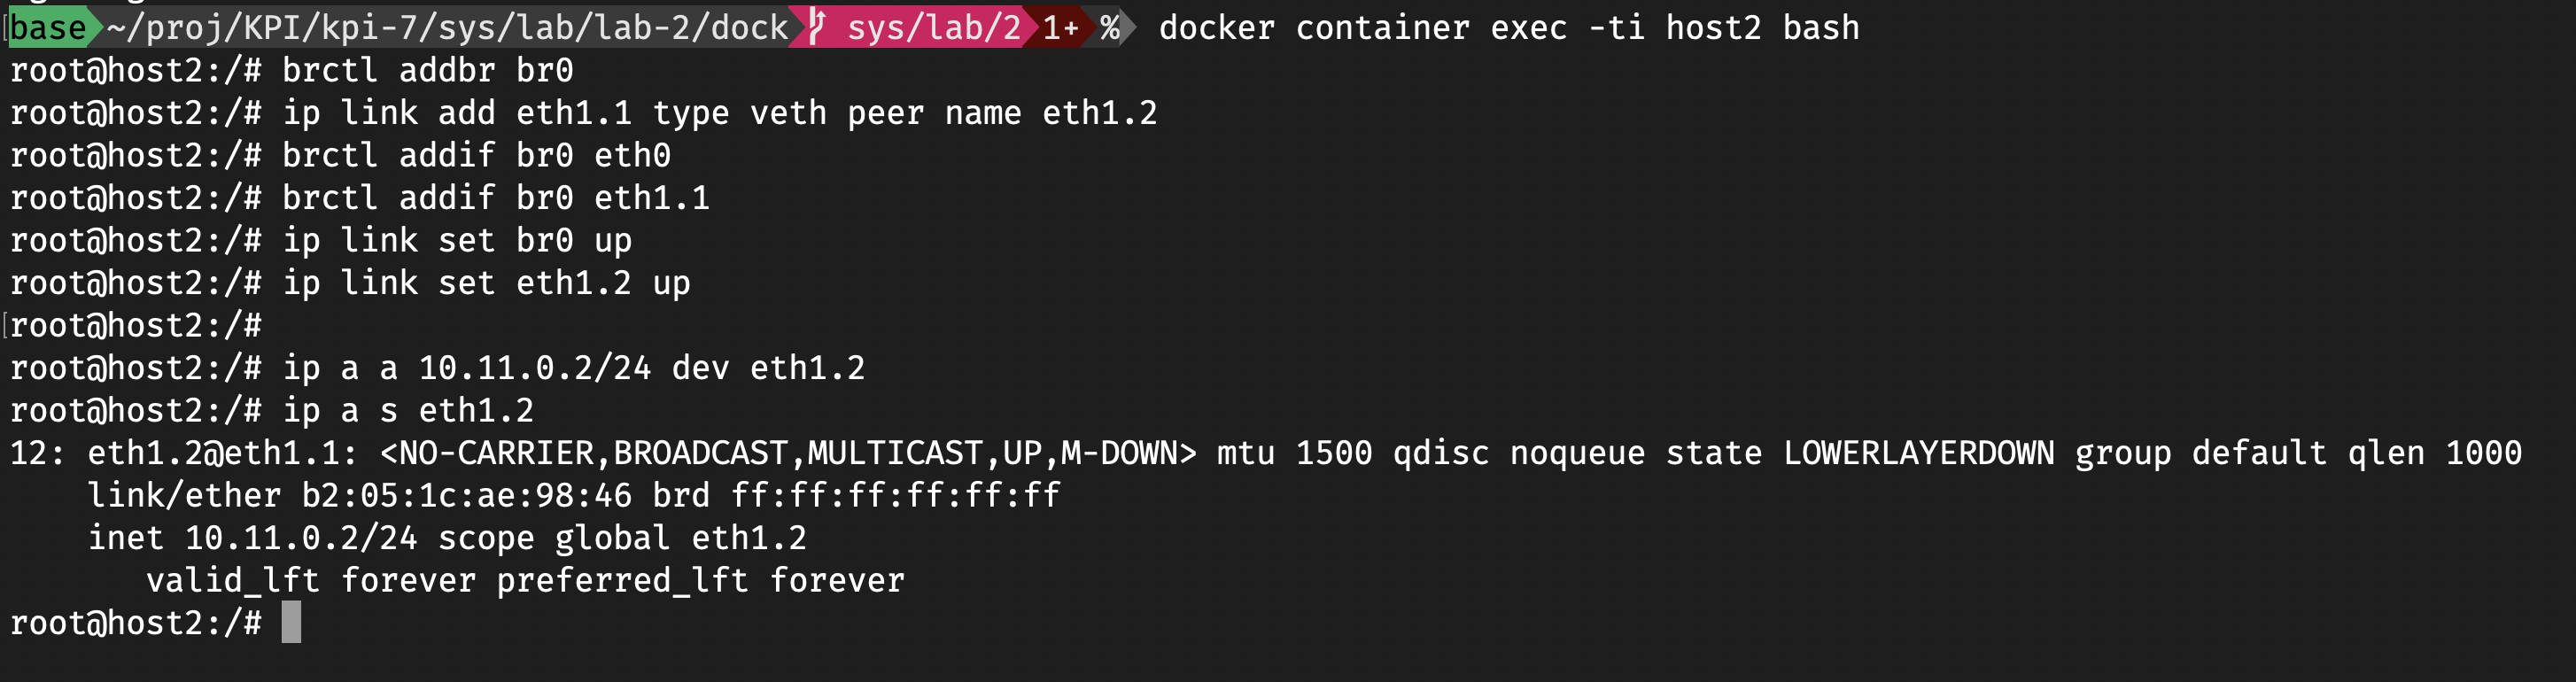 base ~/proj/KPI/kpi-7/sys/lab/lab-2/dock sys/lab/2 1+ % docker container exec -ti host2 bash
root@host2:/# brctl addbr br0
root@host2:/# ip link add eth1.1 type veth peer name eth1.2
root@host2:/# brctl addif br0 eth0
root@host2:/# brctl addif br0 eth1.1
root@host2:/# ip link set br0 up
root@host2:/# ip link set eth1.2 up
root@host2:/#
root@host2:/# ip a a 10.11.0.2/24 dev eth1.2
root@host2:/# ip a s eth1.2
12: eth1.2@eth1.1: <NO-CARRIER,BROADCAST,MULTICAST,UP,M-DOWN> mtu 1500 qdisc noqueue state LOWERLAYERDOWN group default qlen 1000
    link/ether b2:05:1c:ae:98:46 brd ff:ff:ff:ff:ff:ff
    inet 10.11.0.2/24 scope global eth1.2
       valid_lft forever preferred_lft forever
root@host2:/#